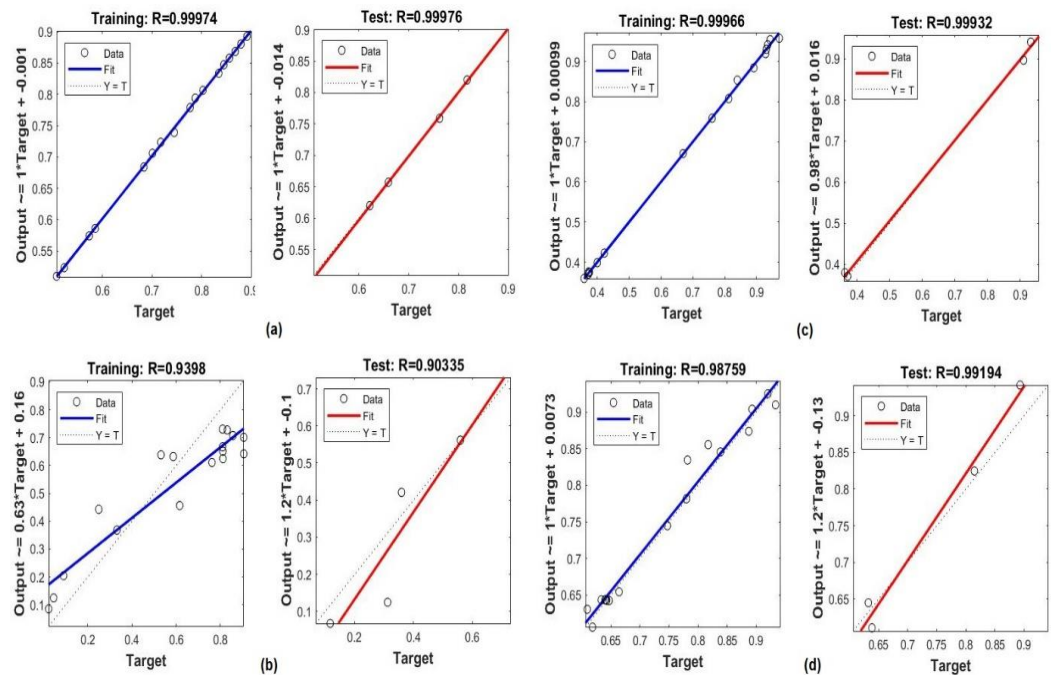 Training: R=0.99974
Output ~= 1*Target + -0.001
0.9
0.85
0.8
0.75
0.7
0.65
0.6
0.55
Data
Fit
Y = T
0.6
0.7
0.8
0.9
Target
Test: R=0.99976
Output ~= 1*Target + -0.014
0.9
0.85
0.8
0.75
0.7
0.65
0.6
0.55
Data
Fit
Y = T
0.6
0.7
0.8
0.9
Target
(a)
Training: R=0.99966
Output ~= 1*Target + 0.00099
0.9
0.8
0.7
0.6
0.5
0.4
Data
Fit
Y = T
0.4
0.5
0.6
0.7
0.8
0.9
Target
Test: R=0.99932
Output ~= 0.98*Target + 0.016
0.9
0.8
0.7
0.6
0.5
0.4
Data
Fit
Y = T
0.4
0.5
0.6
0.7
0.8
0.9
Target
(c)
Training: R=0.9398
Output ~= 0.63*Target + 0.16
0.9
0.8
0.7
0.6
0.5
0.4
0.3
0.2
0.1
Data
Fit
Y = T
0.2
0.4
0.6
0.8
Target
Test: R=0.90335
Output ~= 1.2*Target + -0.1
0.7
0.6
0.5
0.4
0.3
0.2
0.1
Data
Fit
Y = T
0.2
0.4
0.6
Target
(b)
Training: R=0.98759
Output ~= 1*Target + 0.0073
0.9
0.85
0.8
0.75
0.7
0.65
Data
Fit
Y = T
0.65
0.7
0.75
0.8
0.85
0.9
Target
Test: R=0.99194
Output ~= 1.2*Target + -0.13
0.9
0.85
0.8
0.75
0.7
0.65
Data
Fit
Y = T
0.65
0.7
0.75
0.8
0.85
0.9
Target
(d)